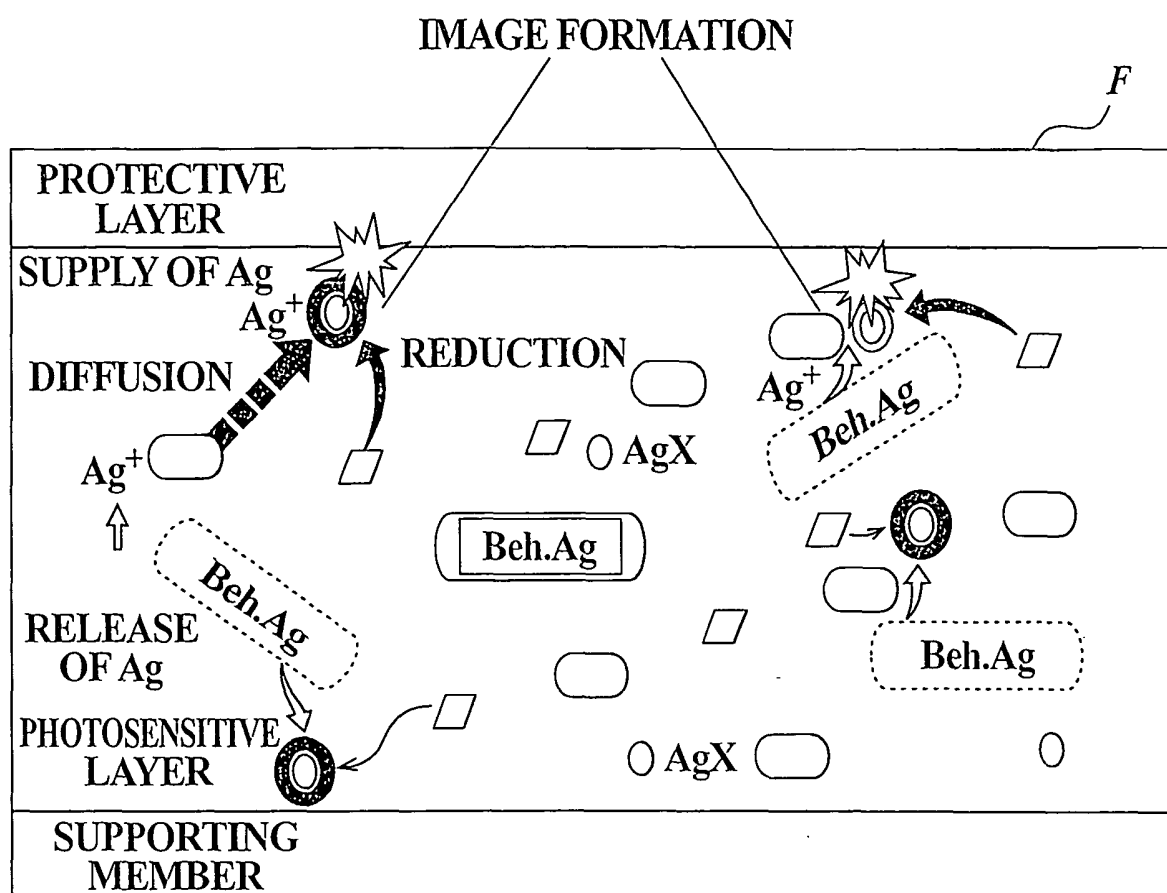 IMAGE FORMATION
F
PROTECTIVE
LAYER
SUPPLY OF Ag
Ag+
DIFFUSION
REDUCTION
Ag+
Beh.Ag
Ag+
AgX
Beh.Ag
Beh.Ag
RELEASE
OF Ag
Beh.Ag
PHOTOSENSITIVE
LAYER
AgX
SUPPORTING
MEMBER